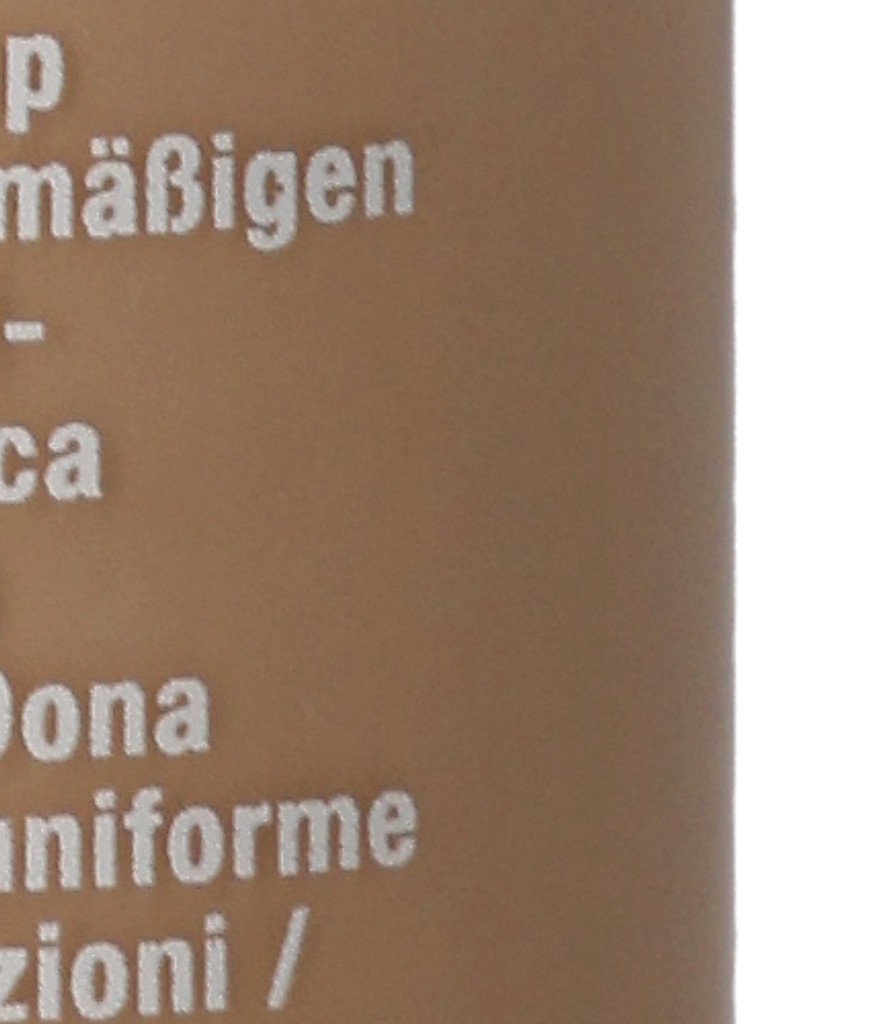 p
mäßigen
-
ca
Dona
uniforme
zioni /